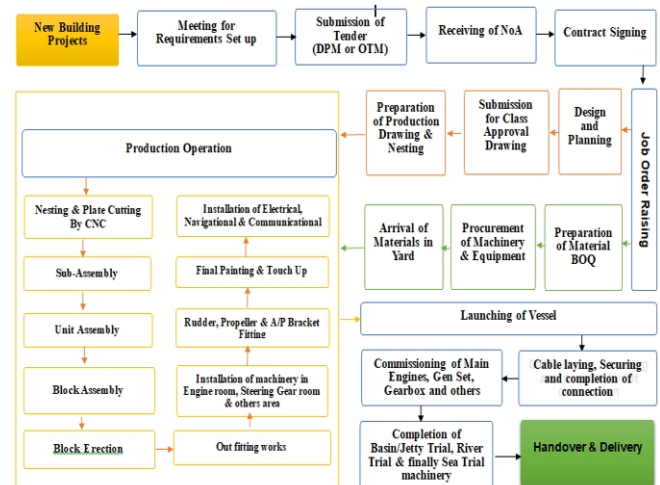 New Building
Projects
Meeting for
Requirements Set up
Submission of
Tender
(DPM or OTM)
Receiving of NoA
Contract Signing
Job Order Raising
Design
and
Planning
Submission
for Class
Approval
Drawing
Preparation
of Production
Drawing &
Nesting
Preparation
of Material
BOQ
Procurement
of Machinery
& Equipment
Arrival of
Materials in
Yard
Production Operation
Nesting & Plate Cutting
By CNC
Sub-Assembly
Unit Assembly
Block Assembly
Block Erection
Out fitting works
Installation of machinery in
Engine room, Steering Gear room
& others area
Rudder, Propeller & A/P Bracket
Fitting
Final Painting & Touch Up
Installation of Electrical,
Navigational & Communicational
Launching of Vessel
Cable laying, Securing
and completion of
connection
Commissioning of Main
Engines, Gen Set,
Gearbox and others
Completion of
Basin/Jetty Trial, River
Trial & finally Sea Trial
machinery
Handover & Delivery